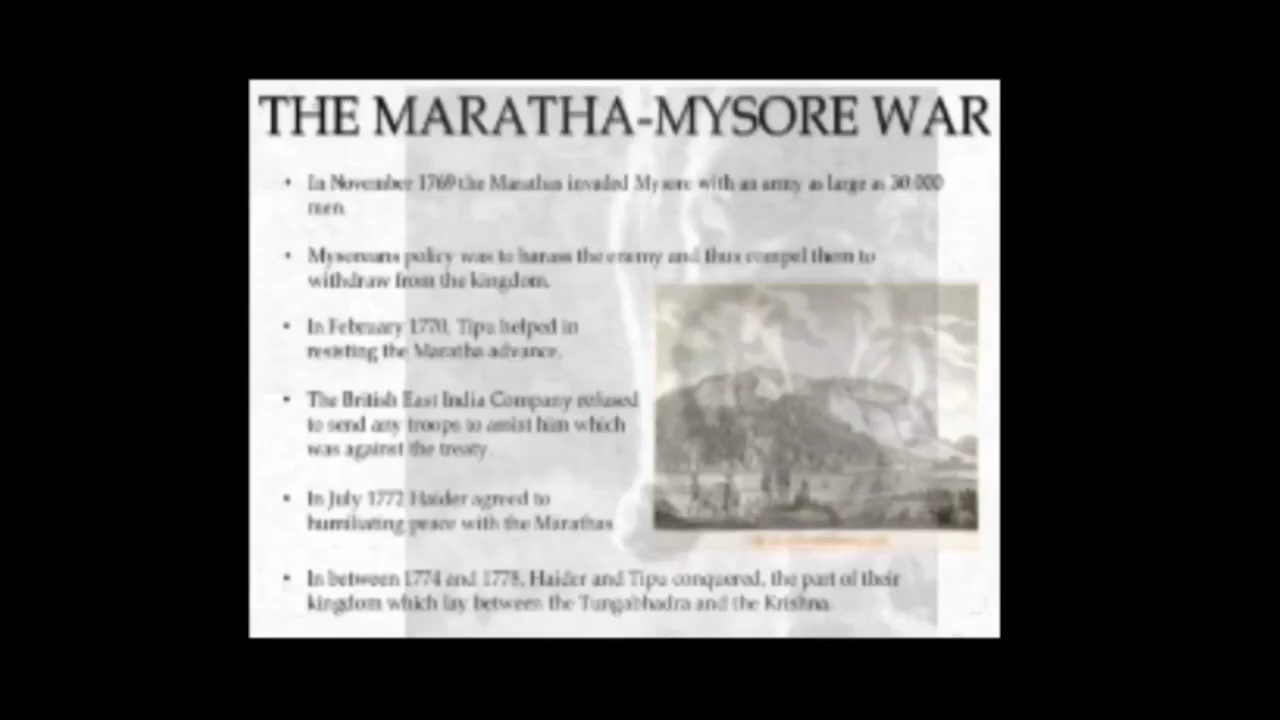 THE MARATHA-MYSORE WAR
• In November 1769 the Marathas invaded Mysore with an army as large as 30,000
men.
• Mysoreans policy was to harass the enemy and thus compel them to
withdraw from the kingdom.
• In February 1770, Tipu helped in
resisting the Maratha advance.
• The British East India Company refused
to send any troops to assist him which
was against the treaty.
• In July 1772 Haider agreed to
humiliating peace with the Marathas
• In between 1774 and 1778, Haider and Tipu conquered, the part of their
kingdom which lay between the Tungabhadra and the Krishna.